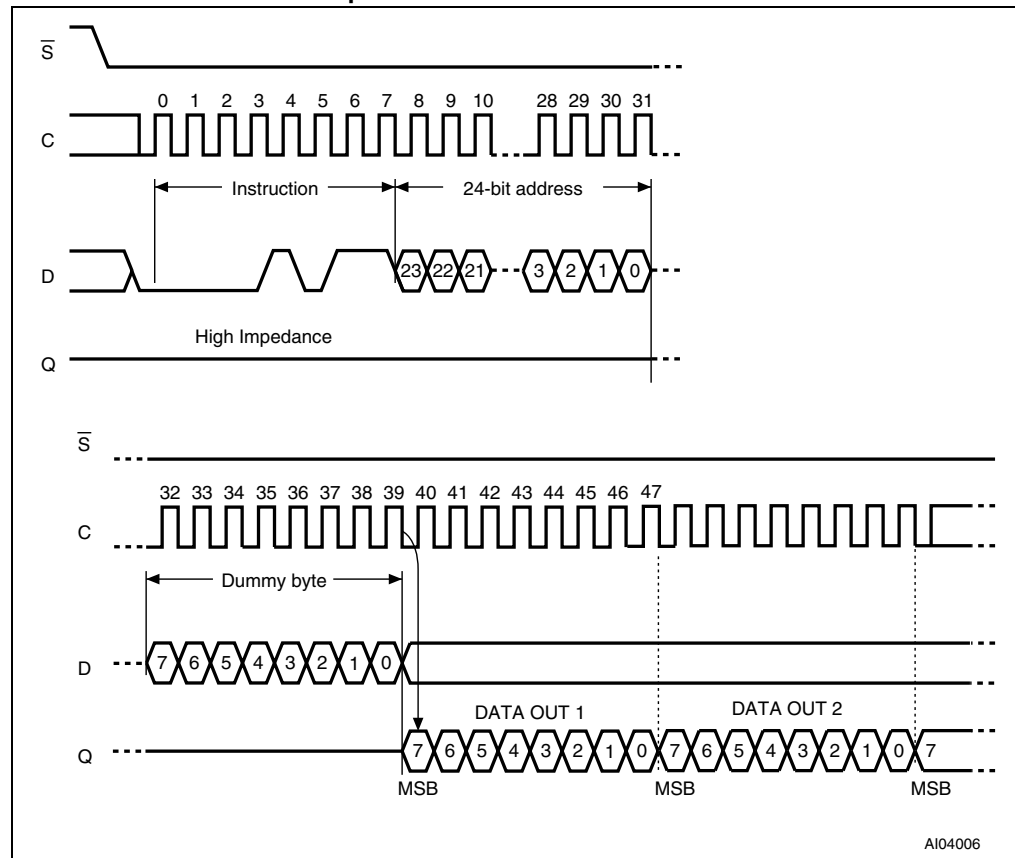 S
0 1 2 3 4 5 6 7 8 9 10 28 29 30 31
C
Instruction 24-bit address
D 23 22 21 3 2 1 0
High Impedance
Q
S
32 33 34 35 36 37 38 39 40 41 42 43 44 45 46 47
C
Dummy byte
D 7 6 5 4 3 2 1 0
DATA OUT 1 DATA OUT 2
Q 7 6 5 4 3 2 1 0 7 6 5 4 3 2 1 0 7
MSB MSB MSB
AI04006